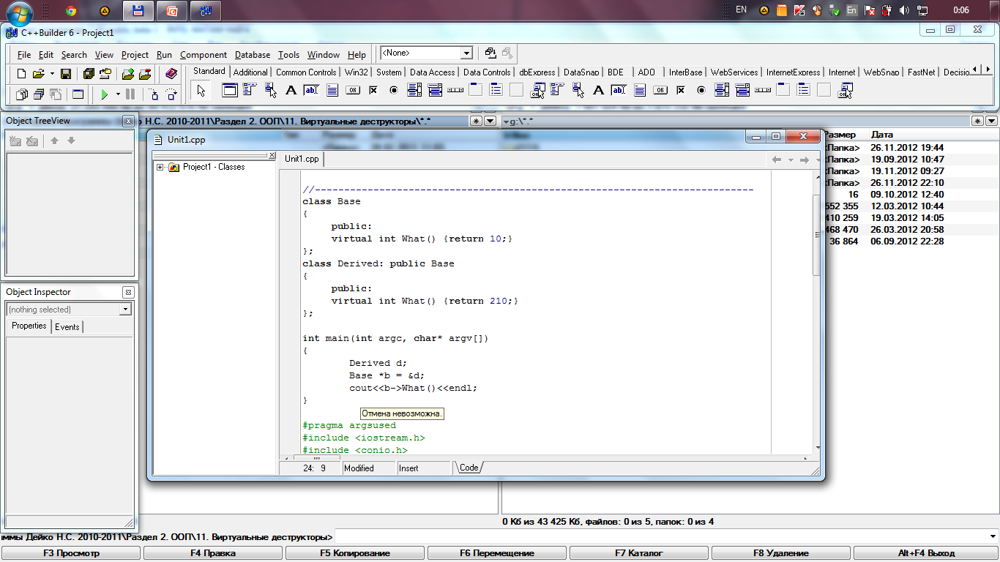 EN
En
0:06
C++Builder 6 - Project1
File Edit Search View Project Run Component Database Tools Window Help
<None>
Standard Additional Common Controls Win32 System Data Access Data Controls dbExpress DataSnap BDE ADO InterBase WebServices InternetExpress Internet WebSnap FastNet Decisio
Object TreeView
Дейко Н.С. 2010-2011\Раздел 2. ООП\11. Виртуальные деструкторы\*.*
g:\*.*
Unit1.cpp
Размер Дата
<Папка> 26.11.2012 19:44
<Папка> 19.09.2012 10:47
<Папка> 19.11.2012 09:27
<Папка> 26.11.2012 22:10
16 09.10.2012 12:40
552 355 12.03.2012 10:44
410 259 19.03.2012 14:05
468 470 26.03.2012 20:58
36 864 06.09.2012 22:28
Project1 - Classes
Unit1.cpp
//---------------------------------------------------------------------------
class Base
{
public:
virtual int What() {return 10;}
};
class Derived: public Base
{
public:
virtual int What() {return 210;}
};
int main(int argc, char* argv[])
{
Derived d;
Base *b = &d;
cout<<b->What()<<endl;
}
Отмена невозможна.
#pragma argsused
#include <iostream.h>
#include <conio.h>
24: 9 Modified Insert Code
Object Inspector
(nothing selected)
Properties Events
0 Кб из 43 425 Кб, файлов: 0 из 5, папок: 0 из 4
ммы Дейко Н.С. 2010-2011\Раздел 2. ООП\11. Виртуальные деструкторы>
F3 Просмотр F4 Правка F5 Копирование F6 Перемещение F7 Каталог F8 Удаление Alt+F4 Выход